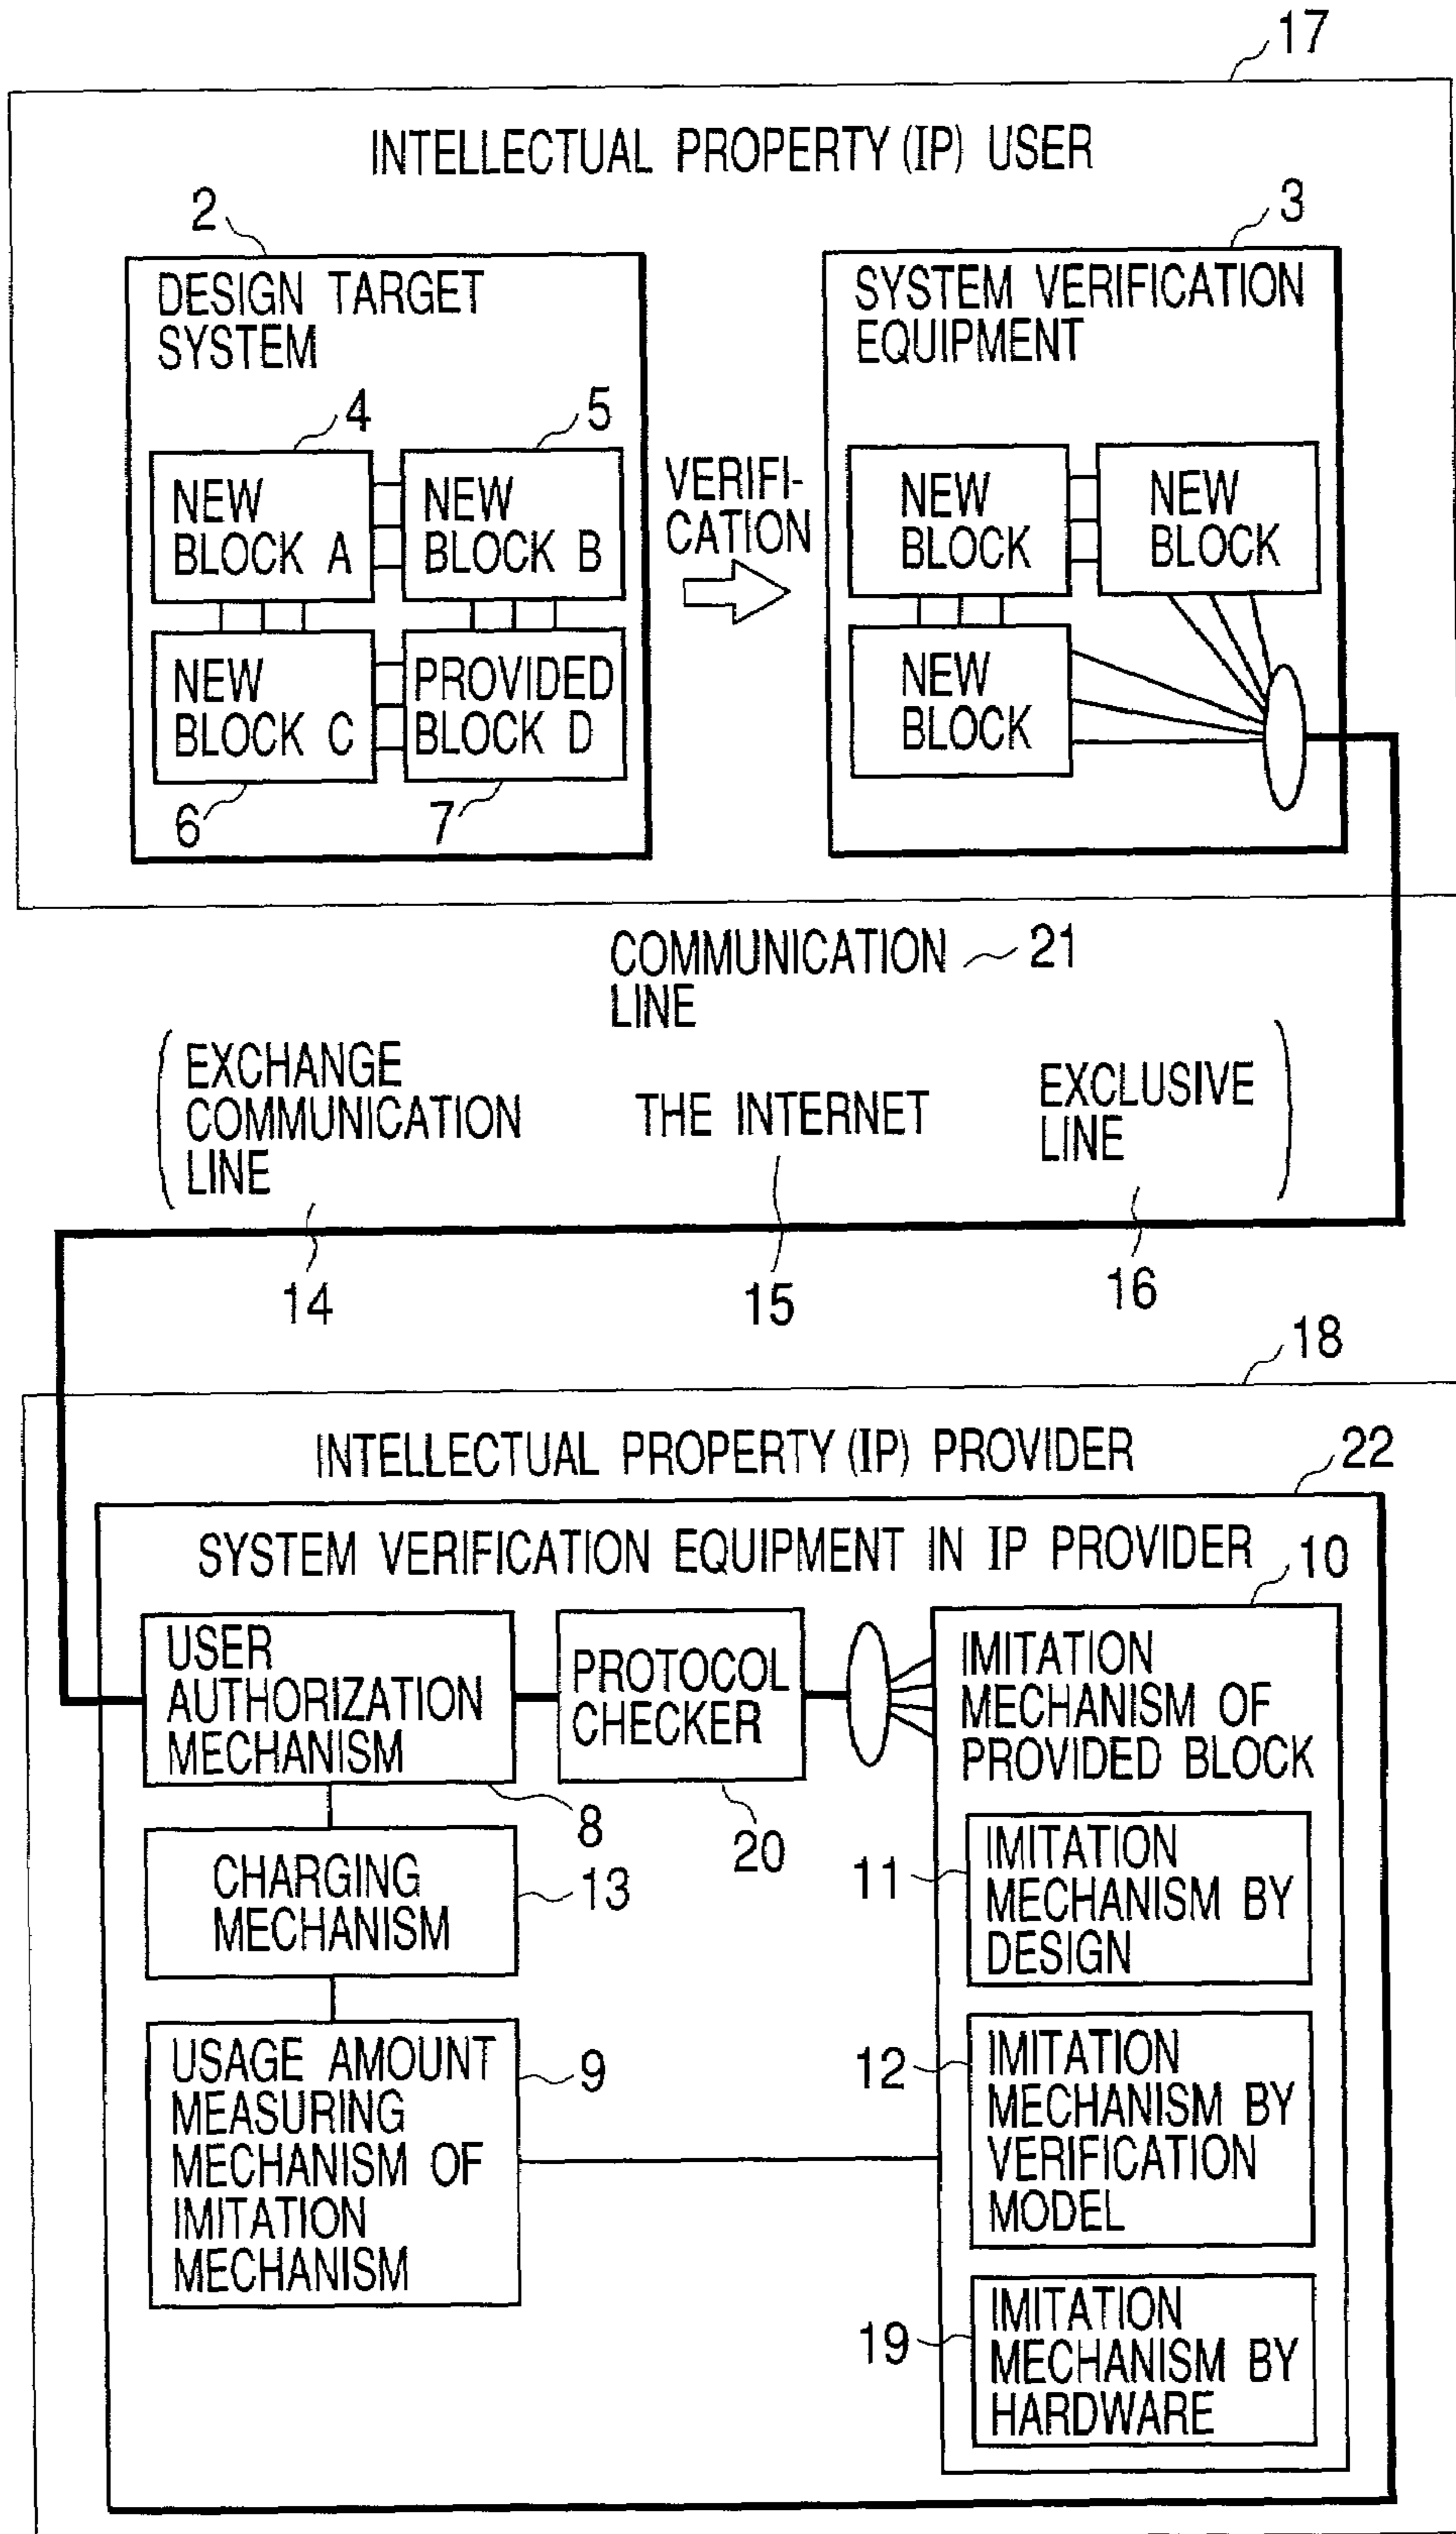 17
INTELLECTUAL PROPERTY (IP) USER
2
DESIGN TARGET
SYSTEM
4
5
NEW
BLOCK A
NEW
BLOCK B
NEW
BLOCK C
PROVIDED
BLOCK D
6
7
VERIFI-
CATION
3
SYSTEM VERIFICATION
EQUIPMENT
NEW
BLOCK
NEW
BLOCK
NEW
BLOCK
COMMUNICATION
LINE
21
EXCHANGE
COMMUNICATION
LINE
THE INTERNET
EXCLUSIVE
LINE
14
15
16
18
INTELLECTUAL PROPERTY (IP) PROVIDER
22
SYSTEM VERIFICATION EQUIPMENT IN IP PROVIDER
10
USER
AUTHORIZATION
MECHANISM
8
PROTOCOL
CHECKER
20
IMITATION
MECHANISM OF
PROVIDED BLOCK
CHARGING
MECHANISM
13
11
IMITATION
MECHANISM BY
DESIGN
USAGE AMOUNT
MEASURING
MECHANISM OF
IMITATION
MECHANISM
9
12
IMITATION
MECHANISM BY
VERIFICATION
MODEL
19
IMITATION
MECHANISM BY
HARDWARE